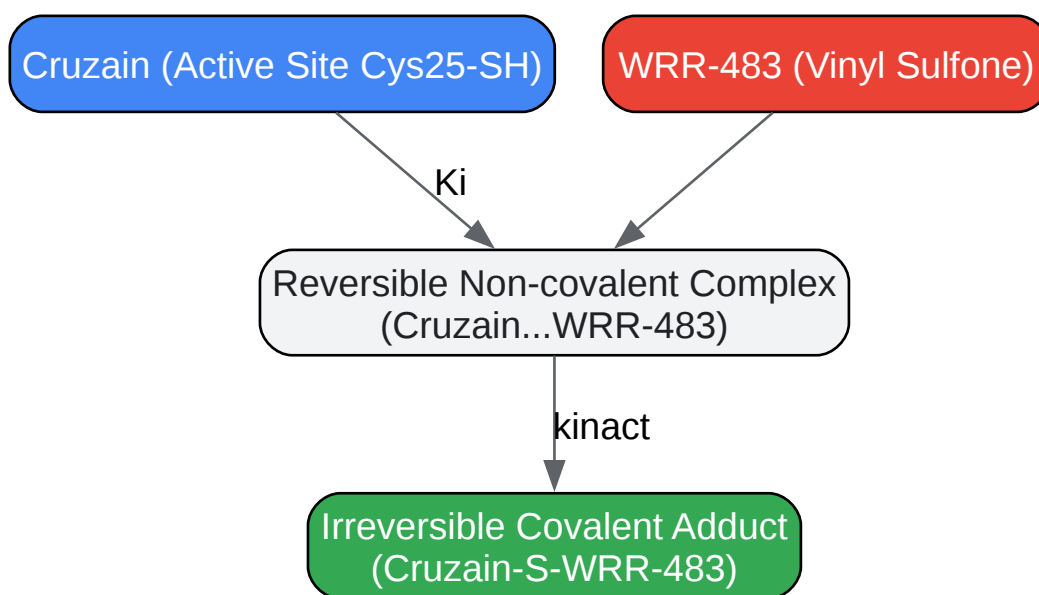 Cruzain (Active Site Cys25-SH)
WRR-483 (Vinyl Sulfone)
Ki
Reversible Non-covalent Complex
(Cruzain...WRR-483)
kinact
Irreversible Covalent Adduct
(Cruzain-S-WRR-483)